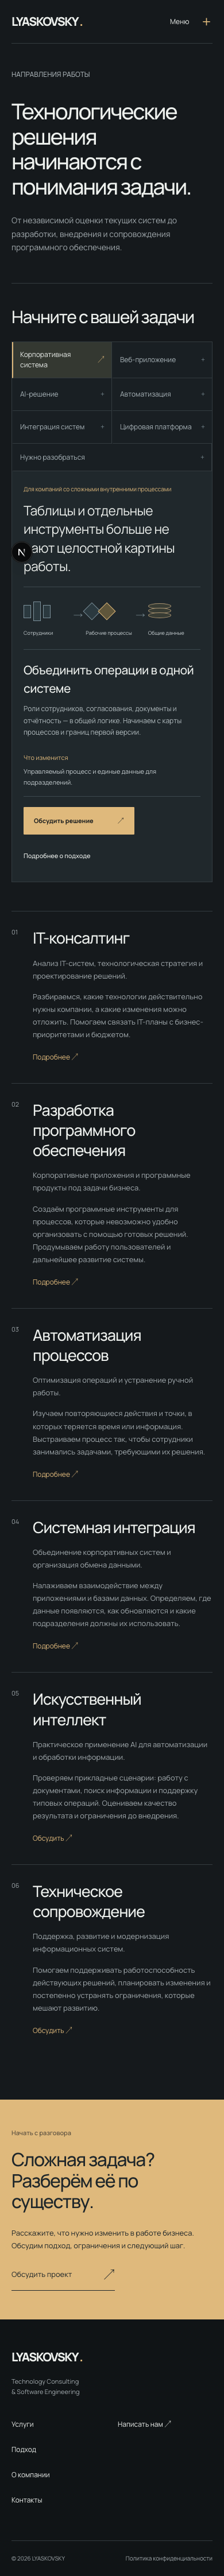 LYASKOVSKY.
Меню +
НАПРАВЛЕНИЯ РАБОТЫ
Технологические
решения
начинаются с
понимания задачи.
От независимой оценки текущих систем до
разработки, внедрения и сопровождения
программного обеспечения.
Начните с вашей задачи
Корпоративная
система
Веб-приложение +
AI-решение +
Автоматизация +
Интеграция систем +
Цифровая платформа +
Нужно разобраться +
Для компаний со сложными внутренними процессами
Таблицы и отдельные
инструменты больше не
дают целостной картины
работы.
N
Сотрудники
Рабочие процессы
Общие данные
Объединить операции в одной
системе
Роли сотрудников, согласования, документы и
отчётность — в общей логике. Начинаем с карты
процессов и границ первой версии.
Что изменится
Управляемый процесс и единые данные для
подразделений.
Обсудить решение
Подробнее о подходе
01
IT-консалтинг
Анализ IT-систем, технологическая стратегия и
проектирование решений.
Разбираемся, какие технологии действительно
нужны компании, а какие изменения можно
отложить. Помогаем связать IT-планы с бизнес-
приоритетами и бюджетом.
Подробнее
02
Разработка
программного
обеспечения
Корпоративные приложения и программные
продукты под задачи бизнеса.
Создаём программные инструменты для
процессов, которые невозможно удобно
организовать с помощью готовых решений.
Продумываем работу пользователей и
дальнейшее развитие системы.
Подробнее
03
Автоматизация
процессов
Оптимизация операций и устранение ручной
работы.
Изучаем повторяющиеся действия и точки, в
которых теряется время или информация.
Выстраиваем процесс так, чтобы сотрудники
занимались задачами, требующими их решения.
Подробнее
04
Системная интеграция
Объединение корпоративных систем и
организация обмена данными.
Налаживаем взаимодействие между
приложениями и базами данных. Определяем, где
данные появляются, как обновляются и какие
подразделения должны их использовать.
Подробнее
05
Искусственный
интеллект
Практическое применение AI для автоматизации
и обработки информации.
Проверяем прикладные сценарии: работу с
документами, поиск информации и поддержку
типовых операций. Оцениваем качество
результата и ограничения до внедрения.
Обсудить
06
Техническое
сопровождение
Поддержка, развитие и модернизация
информационных систем.
Помогаем поддерживать работоспособность
действующих решений, планировать изменения и
постепенно устранять ограничения, которые
мешают развитию.
Обсудить
Начать с разговора
Сложная задача?
Разберём её по
существу.
Расскажите, что нужно изменить в работе бизнеса.
Обсудим подход, ограничения и следующий шаг.
Обсудить проект
LYASKOVSKY.
Technology Consulting
& Software Engineering
Услуги
Написать нам
Подход
О компании
Контакты
© 2026 LYASKOVSKY
Политика конфиденциальности